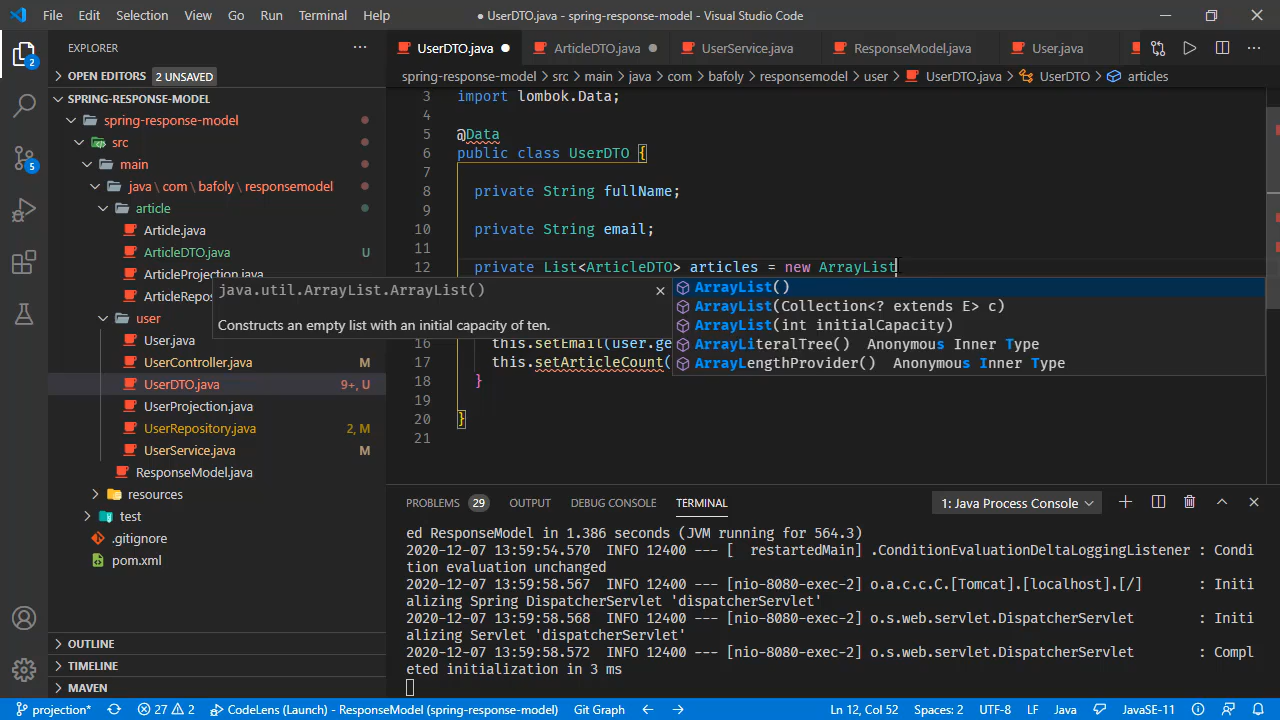 File Edit Selection View Go Run Terminal Help
● UserDTO.java - spring-response-model - Visual Studio Code
EXPLORER
OPEN EDITORS 2 UNSAVED
SPRING-RESPONSE-MODEL
spring-response-model
src
main
java \ com \ bafoly \ responsemodel
article
Article.java
ArticleDTO.java U
ArticleProjection.java
ArticleRepos
user
User.java
UserController.java M
UserDTO.java 9+, U
UserProjection.java
UserRepository.java 2, M
UserService.java M
ResponseModel.java
resources
test
.gitignore
pom.xml
OUTLINE
TIMELINE
MAVEN
2
5
UserDTO.java ArticleDTO.java UserService.java ResponseModel.java User.java
spring-response-model > src > main > java > com > bafoly > responsemodel > user > UserDTO.java > UserDTO > articles
3 import lombok.Data;
4
5 @Data
6 public class UserDTO {
7
8 private String fullName;
9
10 private String email;
11
12 private List<ArticleDTO> articles = new ArrayList
java.util.ArrayList.ArrayList()
Constructs an empty list with an initial capacity of ten.
ArrayList()
ArrayList(Collection<? extends E> c)
ArrayList(int initialCapacity)
ArrayLiteralTree() Anonymous Inner Type
ArrayLengthProvider() Anonymous Inner Type
16 this.setEmail(user.ge
17 this.setArticleCount(
18 }
19
20 }
21
PROBLEMS 29 OUTPUT DEBUG CONSOLE TERMINAL 1: Java Process Console
ed ResponseModel in 1.386 seconds (JVM running for 564.3)
2020-12-07 13:59:54.570 INFO 12400 --- [ restartedMain] .ConditionEvaluationDeltaLoggingListener : Condi
tion evaluation unchanged
2020-12-07 13:59:58.567 INFO 12400 --- [nio-8080-exec-2] o.a.c.c.C.[Tomcat].[localhost].[/] : Initi
alizing Spring DispatcherServlet 'dispatcherServlet'
2020-12-07 13:59:58.568 INFO 12400 --- [nio-8080-exec-2] o.s.web.servlet.DispatcherServlet : Initi
alizing Servlet 'dispatcherServlet'
2020-12-07 13:59:58.572 INFO 12400 --- [nio-8080-exec-2] o.s.web.servlet.DispatcherServlet : Compl
eted initialization in 3 ms
projection* 27 2 CodeLens (Launch) - ResponseModel (spring-response-model) Git Graph Ln 12, Col 52 Spaces: 2 UTF-8 LF Java JavaSE-11